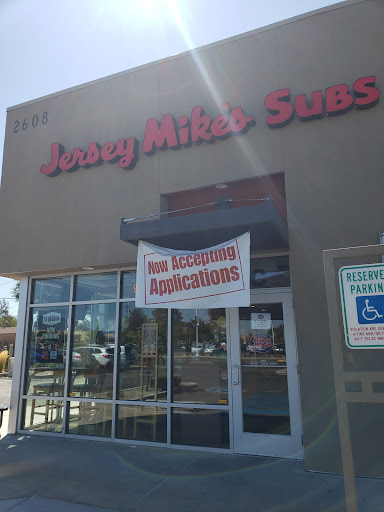 2608
Jersey Mike's Subs
Now Accepting
Applications
RESERVED
PARKING